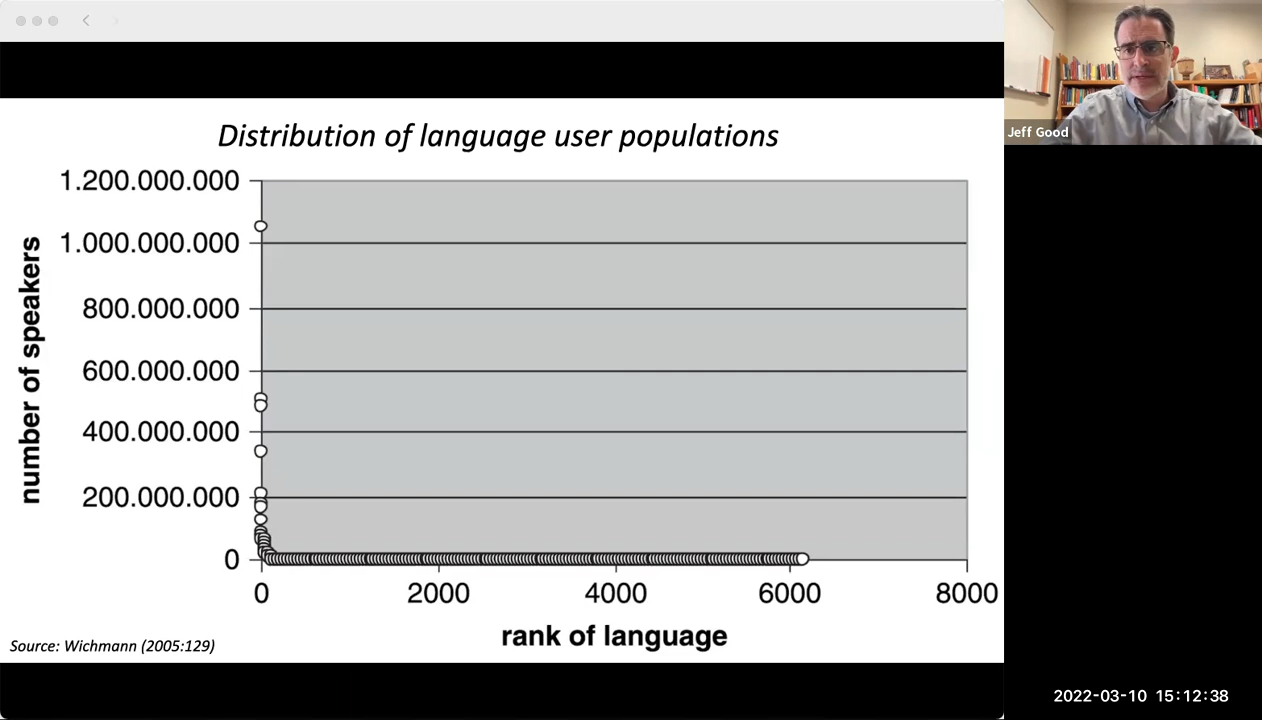 Distribution of language user populations
number of speakers
1.200.000.000
1.000.000.000
800.000.000
600.000.000
400.000.000
200.000.000
0
0 2000 4000 6000 8000
rank of language
Source: Wichmann (2005:129)
Jeff Good
2022-03-10 15:12:38